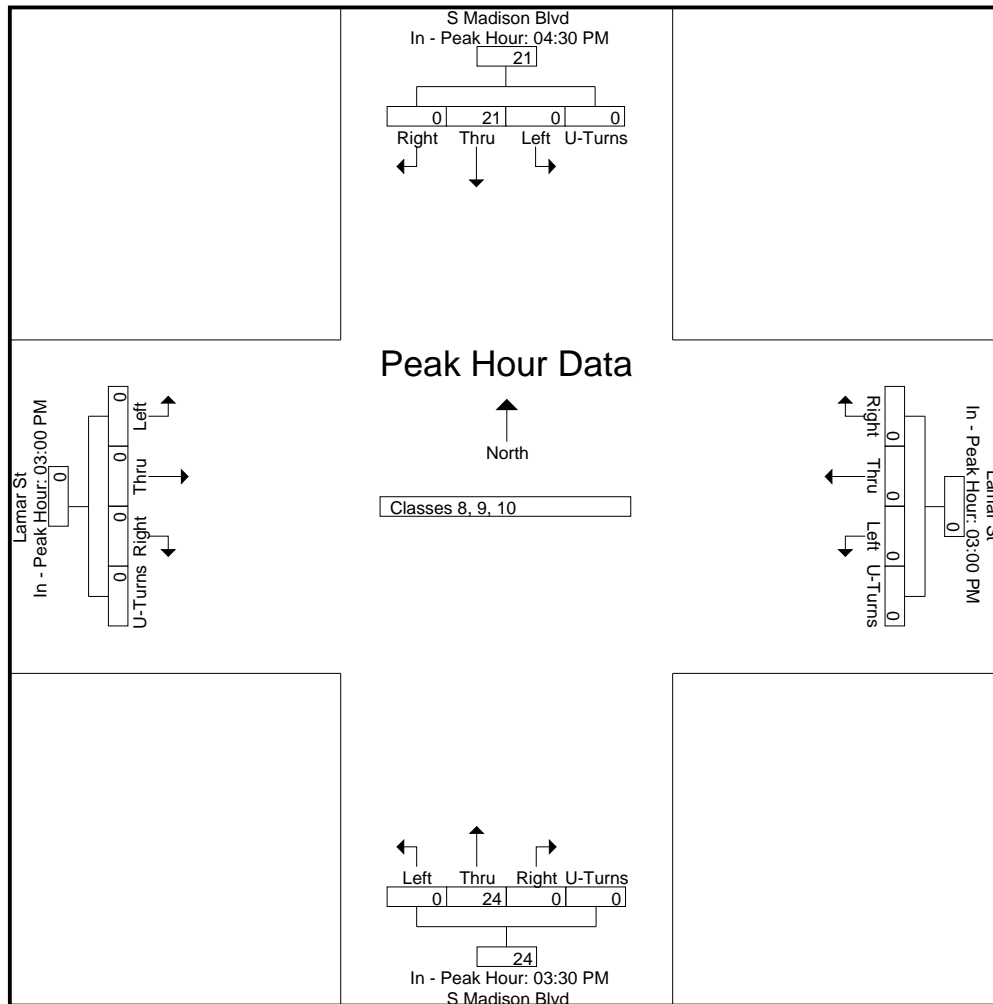 S Madison Blvd
In - Peak Hour: 04:30 PM
21
0 21 0 0
Right Thru Left U-Turns
Peak Hour Data
North
Classes 8, 9, 10
Lamar St
In - Peak Hour: 03:00 PM
0
0 0 0 0
Left Thru Right U-Turns
Lamar St
In - Peak Hour: 03:00 PM
0
0 0 0 0
Right Thru Left U-Turns
Left Thru Right U-Turns
0 24 0 0
24
In - Peak Hour: 03:30 PM
S Madison Blvd